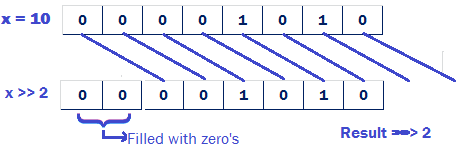 x = 10 0 0 0 0 1 0 1 0
x >> 2 0 0 0 0 1 0 1 0
Filled with zero's
Result ==> 2